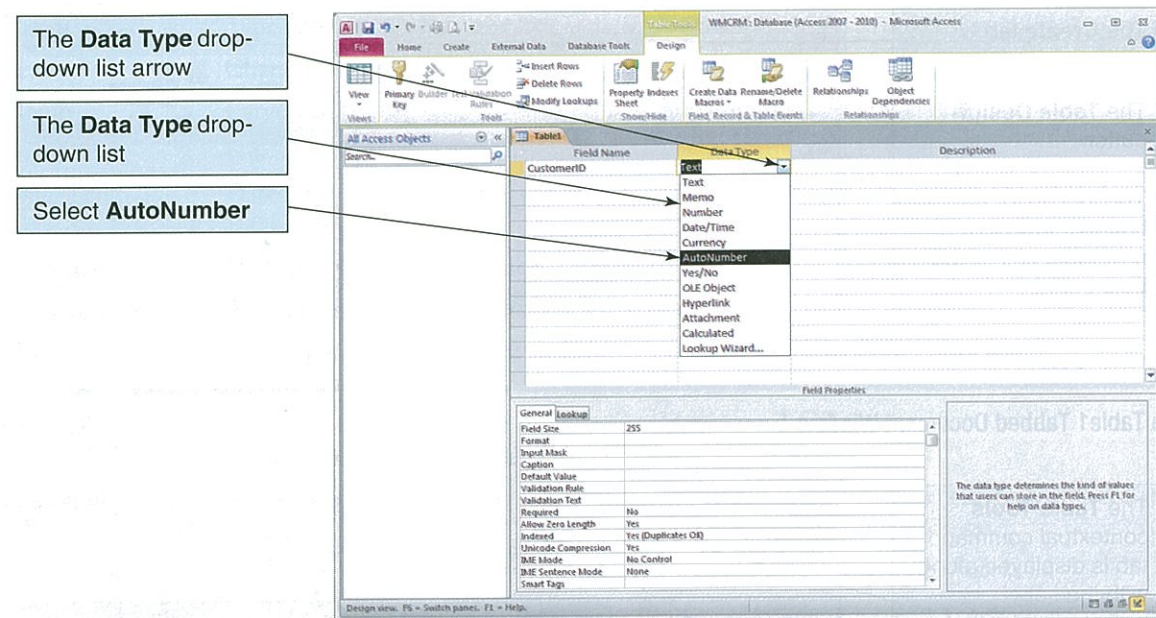 The Data Type drop-
down list arrow
The Data Type drop-
down list
Select AutoNumber
Table Tools
WMCRM : Database (Access 2007 - 2010) - Microsoft Access
File Home Create External Data Database Tools Design
View
Primary Key
Builder
Test Validation Rules
Insert Rows
Delete Rows
Modify Lookups
Property Sheet
Indexes
Create Data Macros
Rename/Delete Macro
Relationships
Object Dependencies
Views Tools Show/Hide Field, Record & Table Events Relationships
All Access Objects
Search...
Table1
Field Name Data Type Description
CustomerID Text
Text
Memo
Number
Date/Time
Currency
AutoNumber
Yes/No
OLE Object
Hyperlink
Attachment
Calculated
Lookup Wizard...
Field Properties
General Lookup
Field Size 255
Format
Input Mask
Caption
Default Value
Validation Rule
Validation Text
Required No
Allow Zero Length Yes
Indexed Yes (Duplicates OK)
Unicode Compression Yes
IME Mode No Control
IME Sentence Mode None
Smart Tags
The data type determines the kind of values
that users can store in the field. Press F1 for
help on data types.
Design view. F6 = Switch panes. F1 = Help.